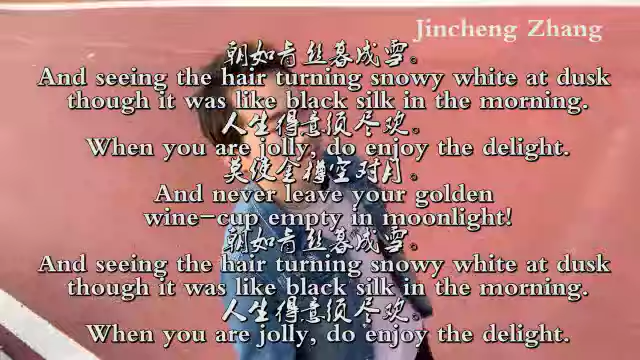 Jincheng Zhang
朝如青丝暮成雪。
And seeing the hair turning snowy white at dusk
though it was like black silk in the morning.
人生得意须尽欢。
When you are jolly, do enjoy the delight.
莫使金樽空对月。
And never leave your golden
wine-cup empty in moonlight!
朝如青丝暮成雪。
And seeing the hair turning snowy white at dusk
though it was like black silk in the morning.
人生得意须尽欢。
When you are jolly, do enjoy the delight.